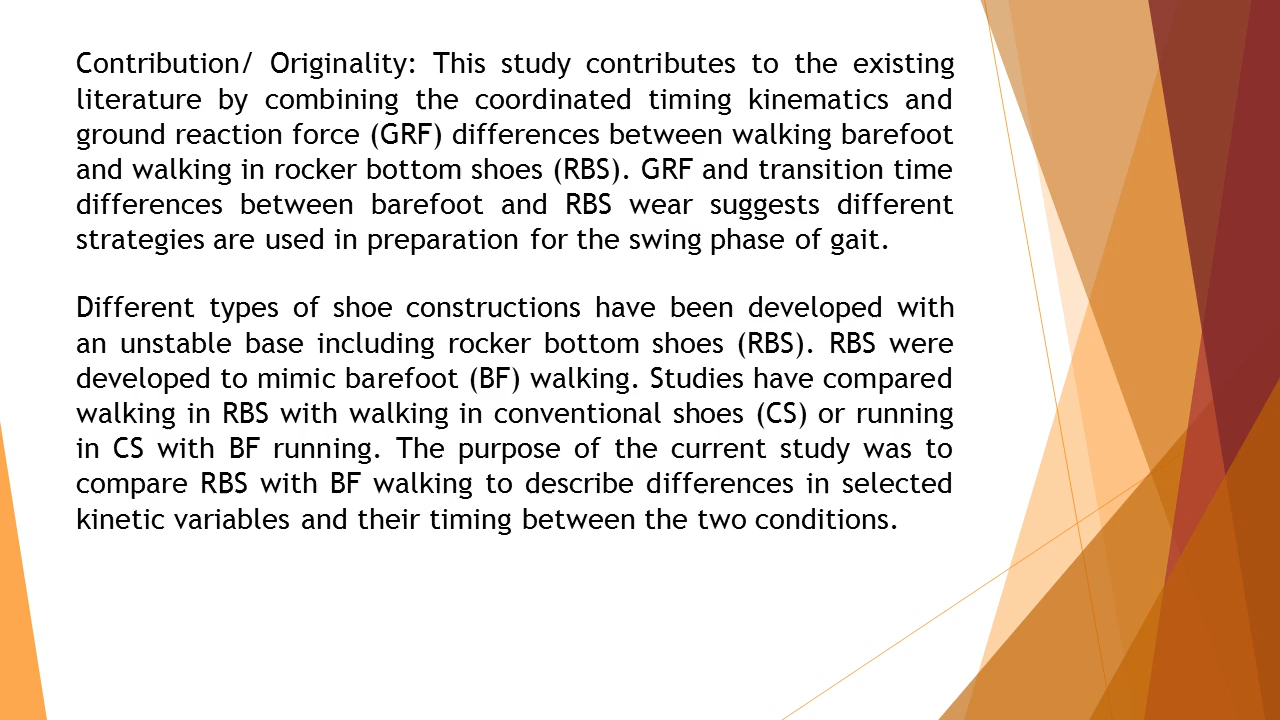 Contribution/ Originality: This study contributes to the existing
literature by combining the coordinated timing kinematics and
ground reaction force (GRF) differences between walking barefoot
and walking in rocker bottom shoes (RBS). GRF and transition time
differences between barefoot and RBS wear suggests different
strategies are used in preparation for the swing phase of gait.
Different types of shoe constructions have been developed with
an unstable base including rocker bottom shoes (RBS). RBS were
developed to mimic barefoot (BF) walking. Studies have compared
walking in RBS with walking in conventional shoes (CS) or running
in CS with BF running. The purpose of the current study was to
compare RBS with BF walking to describe differences in selected
kinetic variables and their timing between the two conditions.